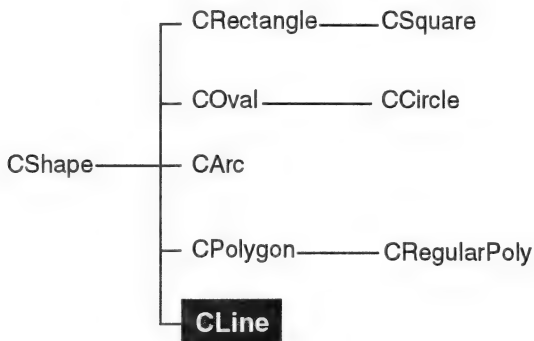 CRectangle CSquare
COval CCircle
CShape CArc
CPolygon CRegularPoly
CLine